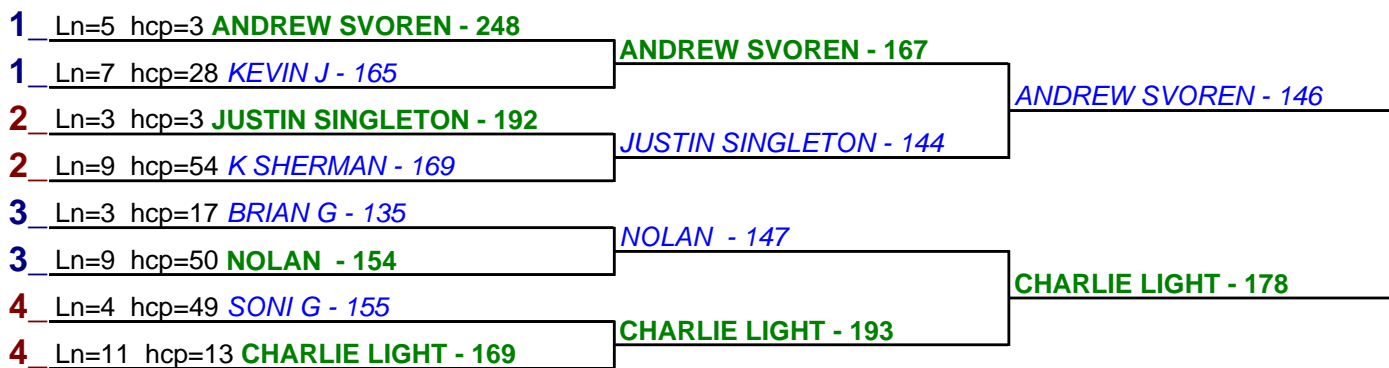 1_ Ln=5 hcp=3 ANDREW SVOREN - 248
1_ Ln=7 hcp=28 KEVIN J - 165
2_ Ln=3 hcp=3 JUSTIN SINGLETON - 192
2_ Ln=9 hcp=54 K SHERMAN - 169
3_ Ln=3 hcp=17 BRIAN G - 135
3_ Ln=9 hcp=50 NOLAN - 154
4_ Ln=4 hcp=49 SONI G - 155
4_ Ln=11 hcp=13 CHARLIE LIGHT - 169
ANDREW SVOREN - 167
JUSTIN SINGLETON - 144
NOLAN - 147
CHARLIE LIGHT - 193
ANDREW SVOREN - 146
CHARLIE LIGHT - 178